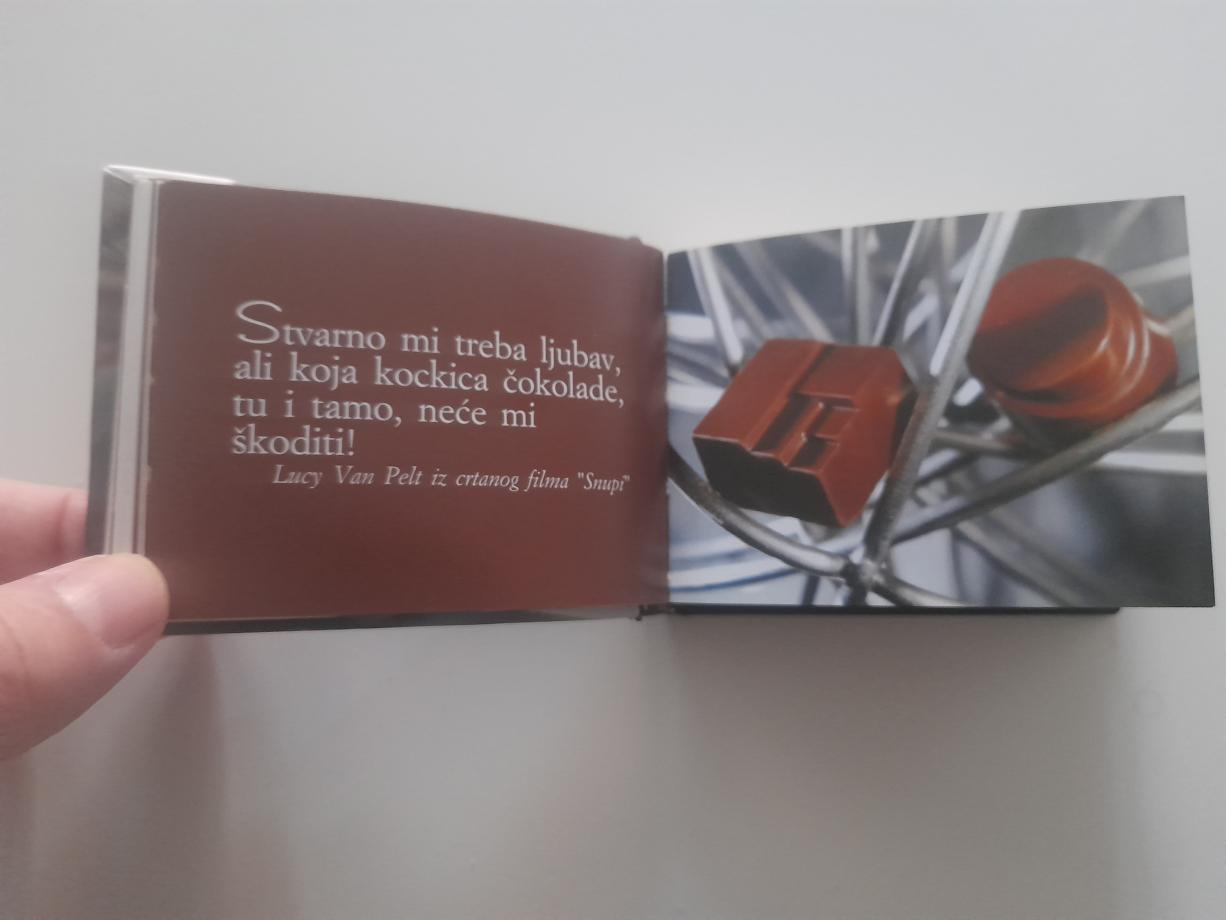 Stvarno mi treba ljubav,
ali koja kockica čokolade,
tu i tamo, neće mi
škoditi!
Lucy Van Pelt iz crtanog filma "Snupi"